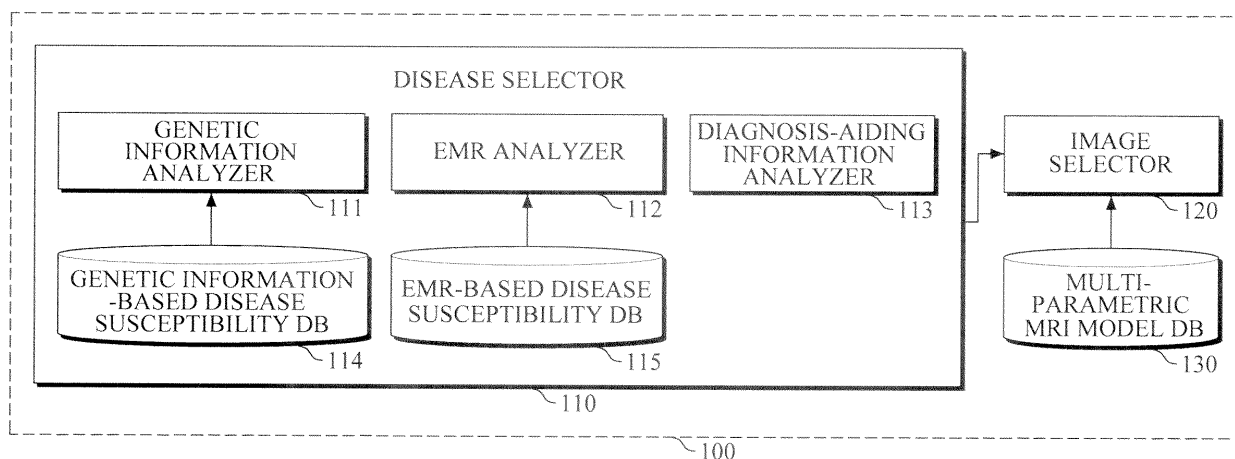 DISEASE SELECTOR
GENETIC
INFORMATION
ANALYZER
111
EMR ANALYZER
112
DIAGNOSIS-AIDING
INFORMATION
ANALYZER
113
IMAGE
SELECTOR
120
GENETIC INFORMATION
-BASED DISEASE
SUSCEPTIBILITY DB
114
EMR-BASED DISEASE
SUSCEPTIBILITY DB
115
MULTI-
PARAMETRIC
MRI MODEL DB
130
110
100